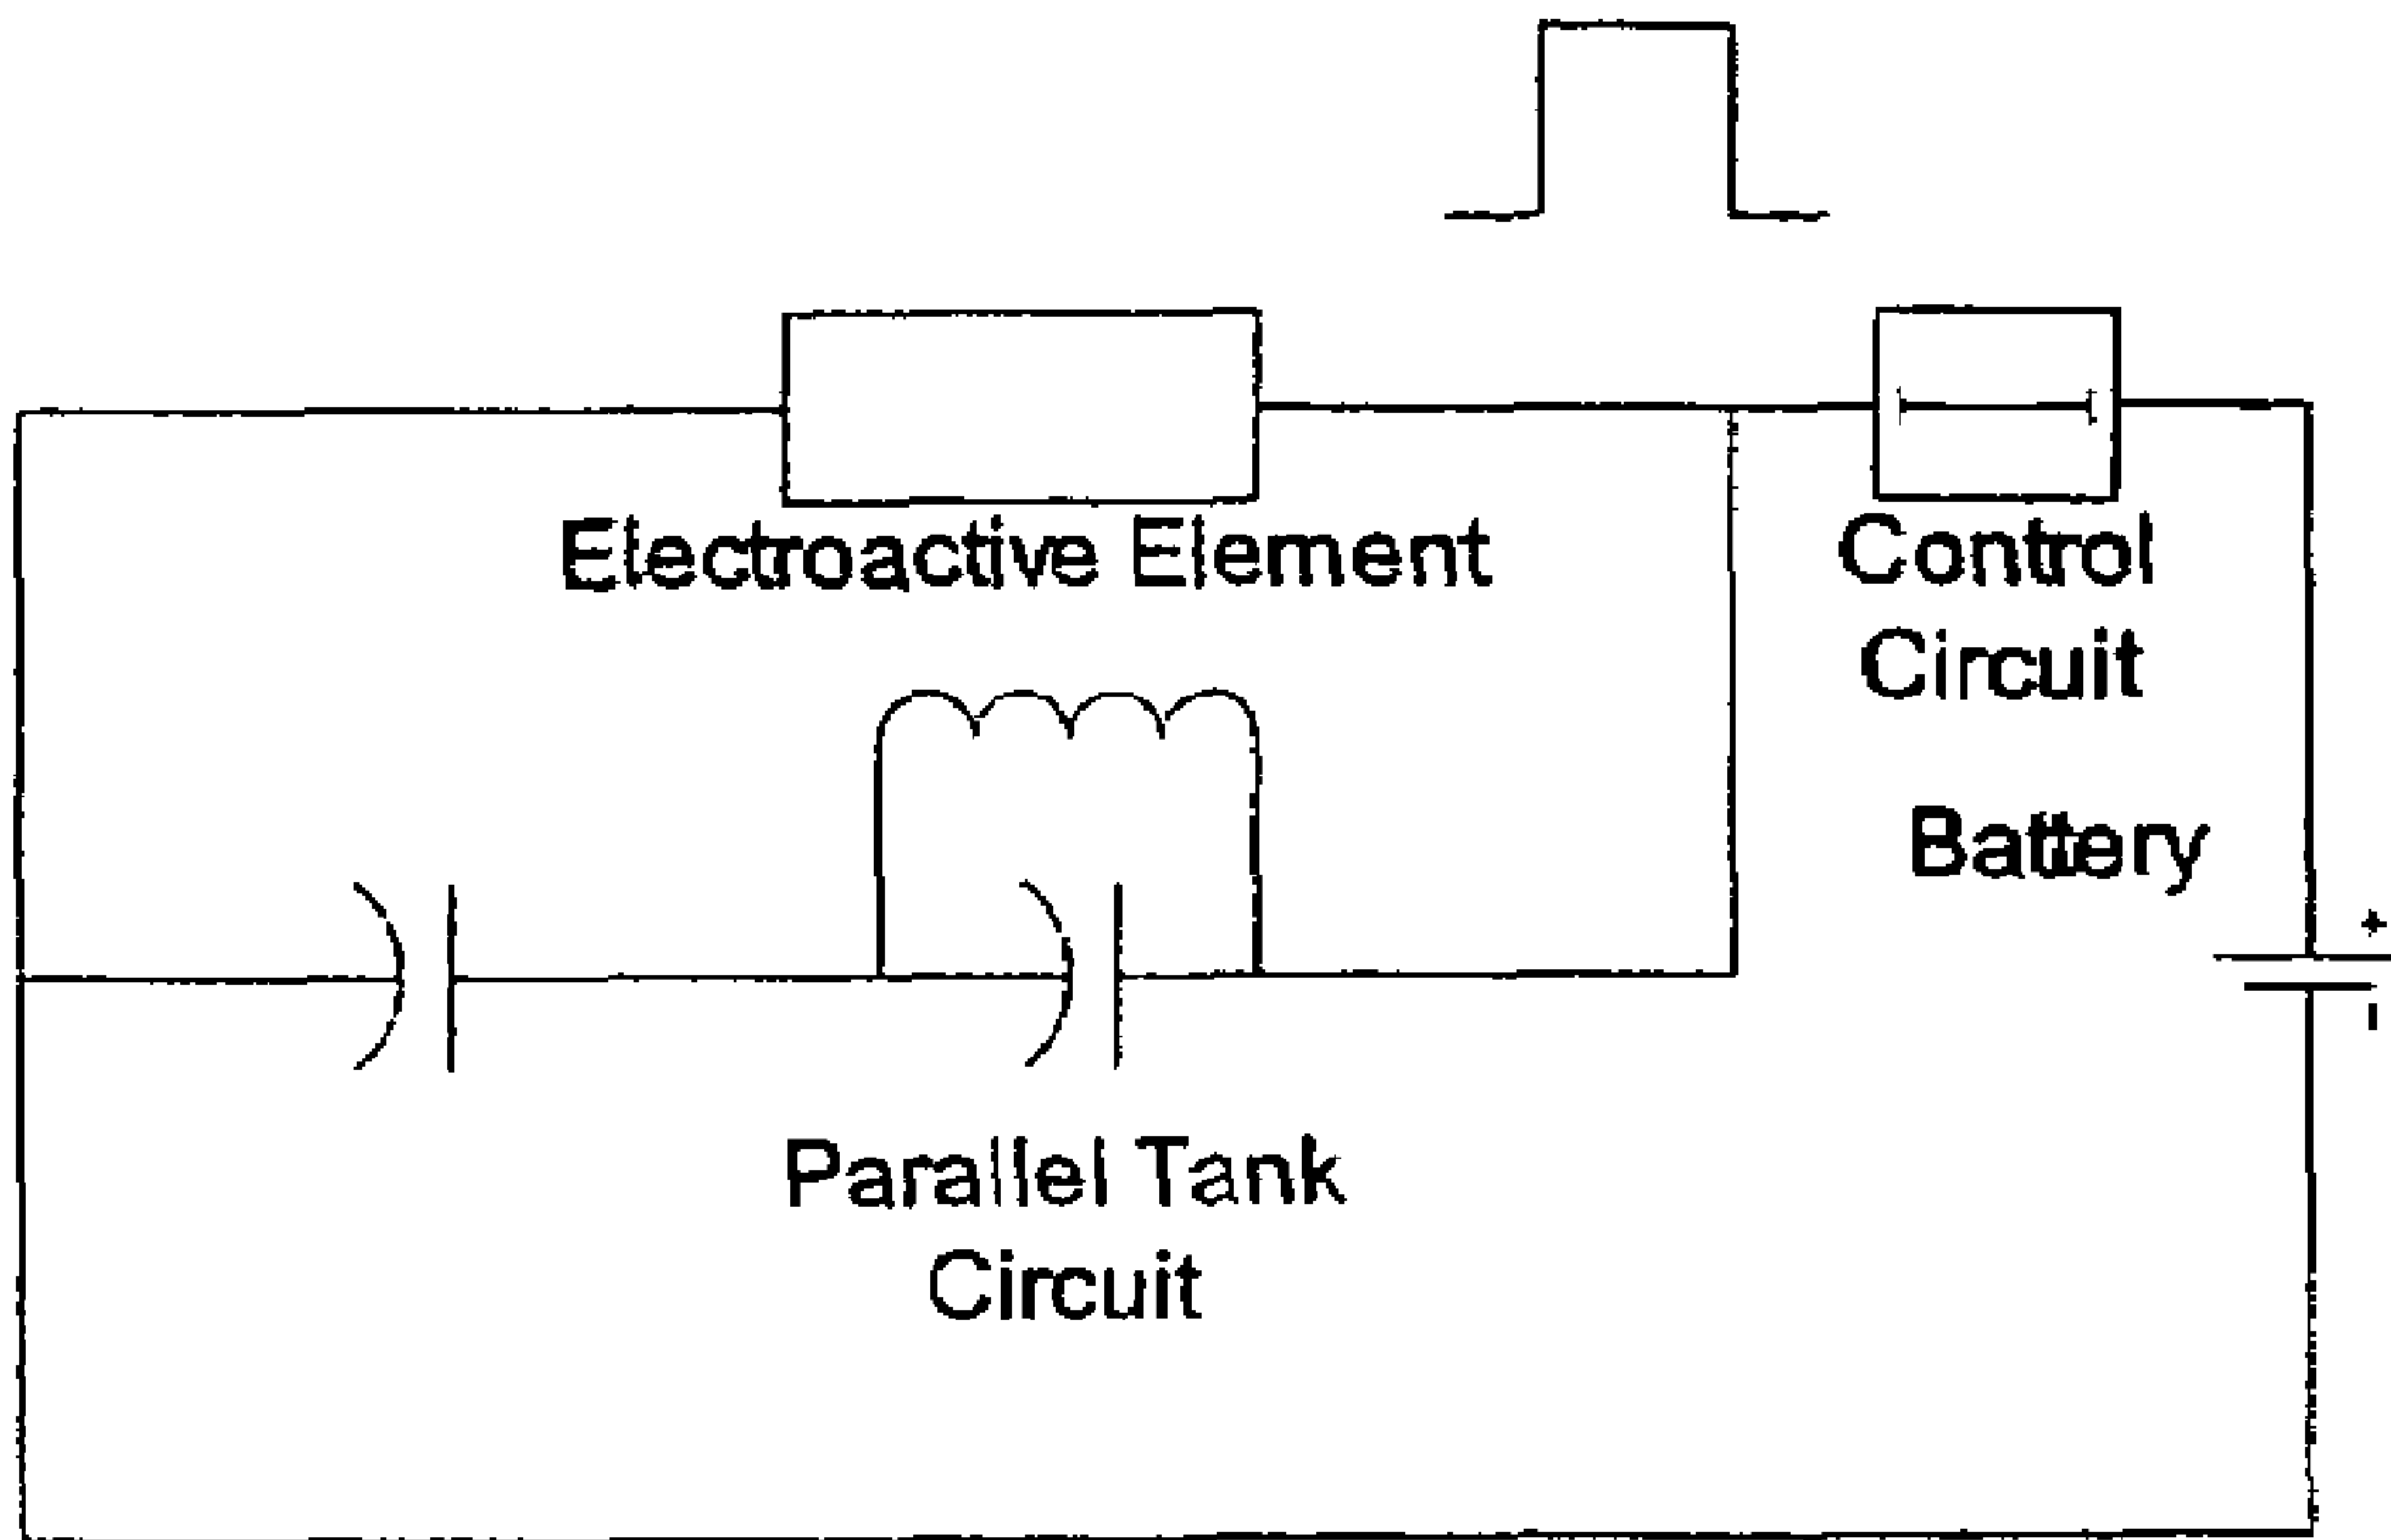 Electroactive Element
Control
Circuit
Battery
+
-
Parallel Tank
Circuit